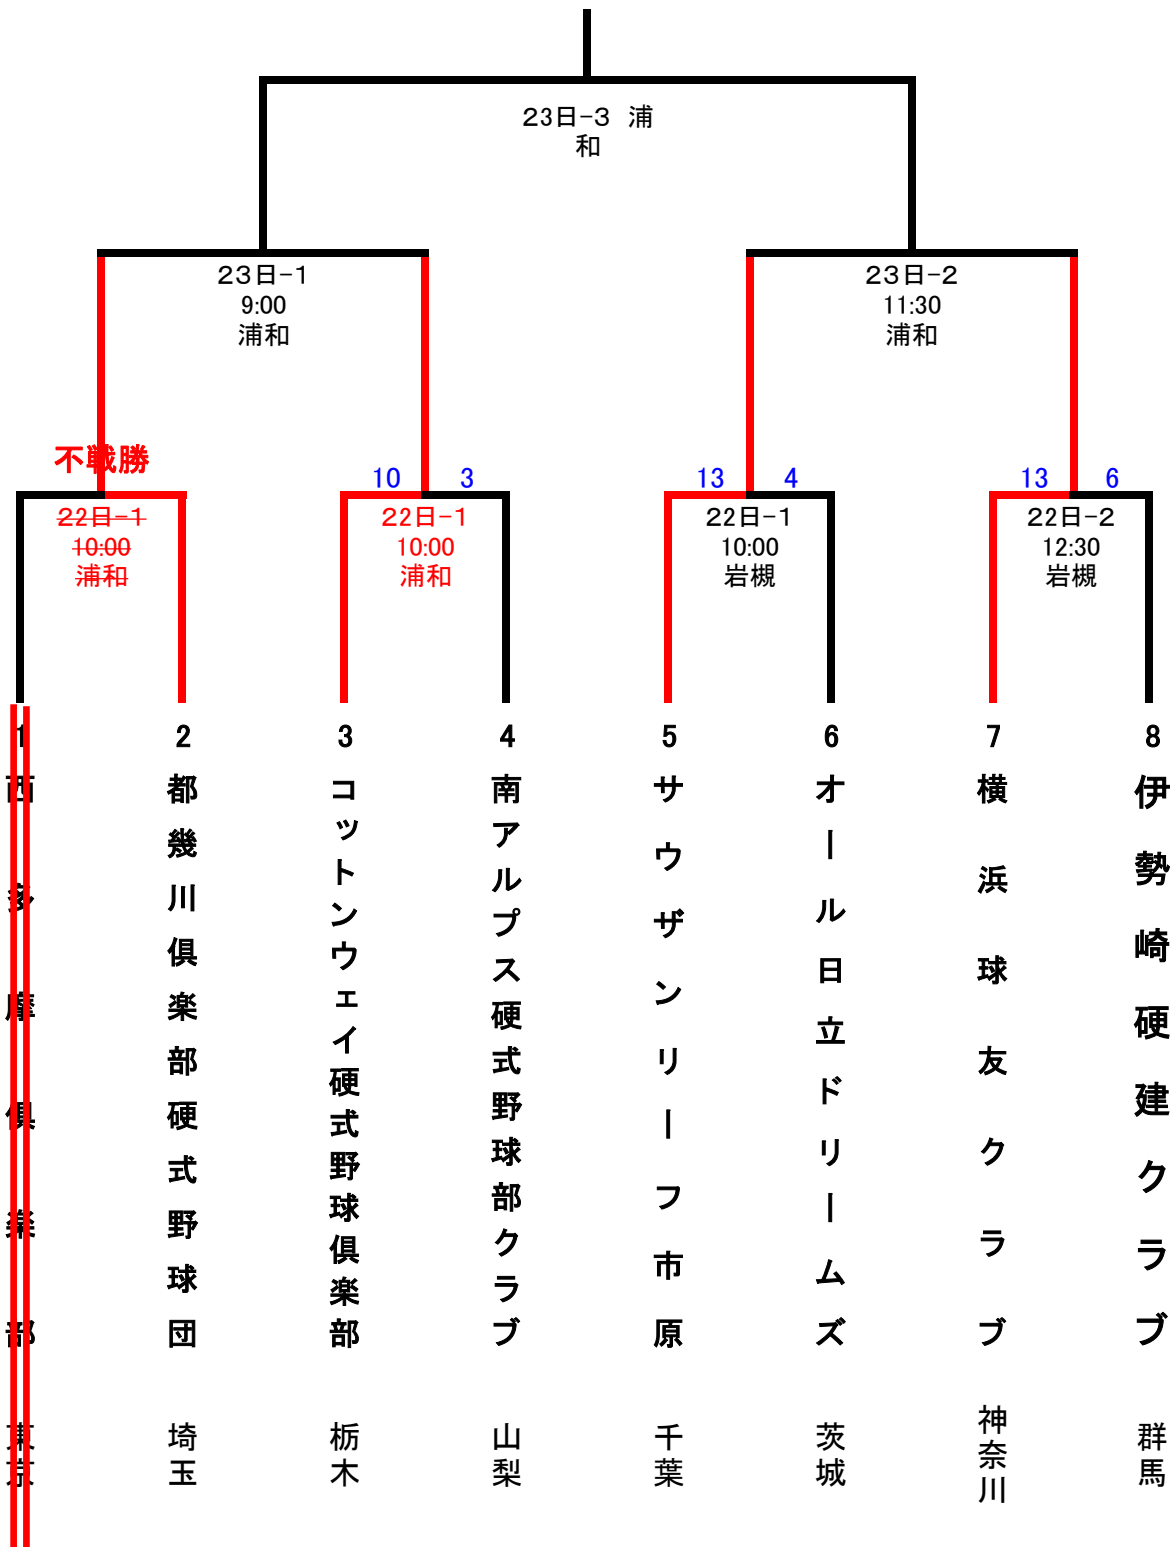 23日-3 浦
和
23日-1
9:00
浦和
23日-2
11:30
浦和
不戦勝
10 3
13 4
13 6
22日-1
10:00
浦和
22日-1
10:00
浦和
22日-1
10:00
岩槻
22日-2
12:30
岩槻
1
西多摩倶楽部
東京
2
都幾川倶楽部硬式野球団
埼玉
3
コットンウェイ硬式野球倶楽部
栃木
4
南アルプス硬式野球部クラブ
山梨
5
サウザンリーフ市原
千葉
6
オール日立ドリームズ
茨城
7
横浜球友クラブ
神奈川
8
伊勢崎硬建クラブ
群馬